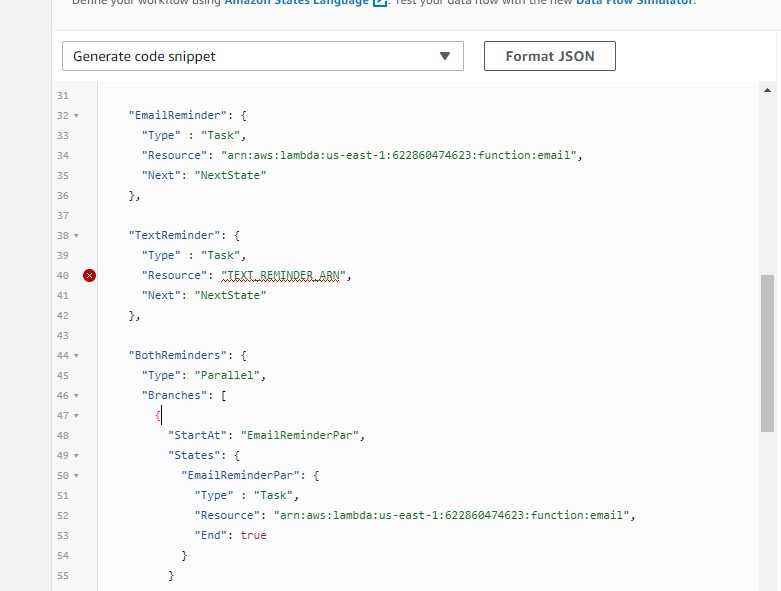 Define your workflow using Amazon States Language. Test your data flow with the new Data Flow Simulator.
Generate code snippet
Format JSON
31
32 "EmailReminder": {
33 "Type" : "Task",
34 "Resource": "arn:aws:lambda:us-east-1:622860474623:function:email",
35 "Next": "NextState"
36 },
37
38 "TextReminder": {
39 "Type" : "Task",
40 "Resource": "TEXT_REMINDER_ARN",
41 "Next": "NextState"
42 },
43
44 "BothReminders": {
45 "Type": "Parallel",
46 "Branches": [
47 {
48 "StartAt": "EmailReminderPar",
49 "States": {
50 "EmailReminderPar": {
51 "Type" : "Task",
52 "Resource": "arn:aws:lambda:us-east-1:622860474623:function:email",
53 "End": true
54 }
55 }